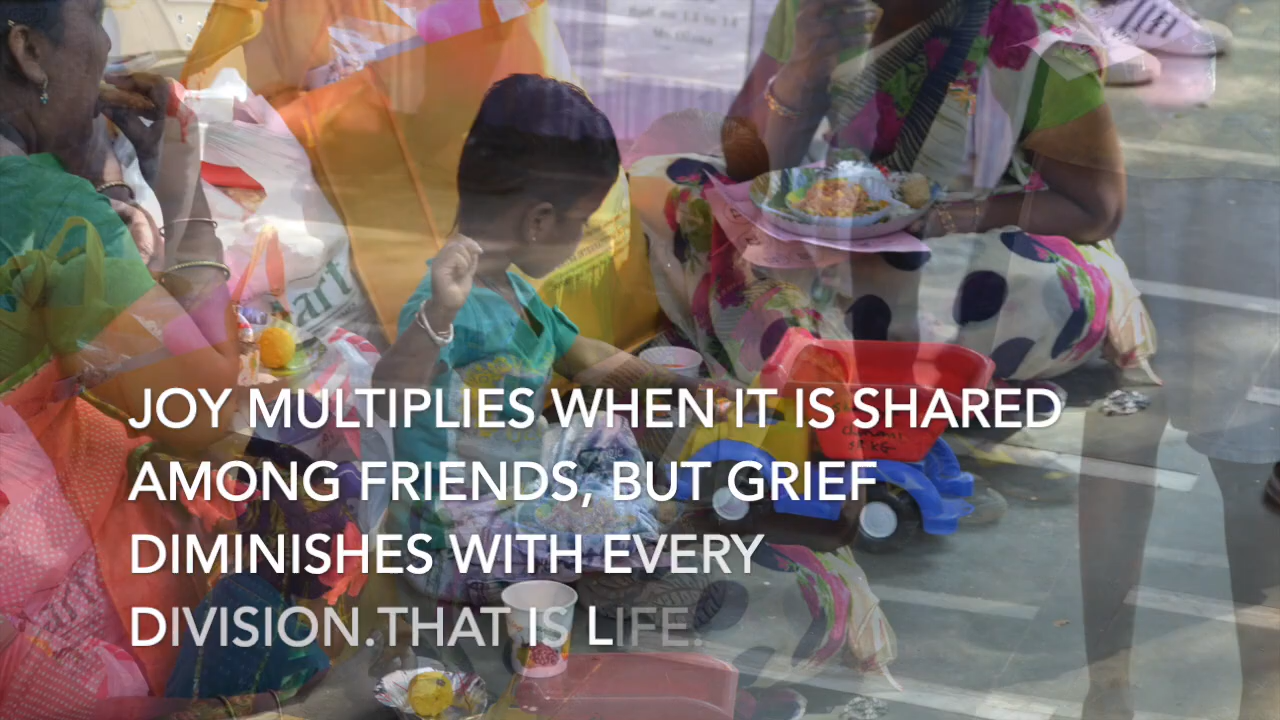 JOY MULTIPLIES WHEN IT IS SHARED
AMONG FRIENDS, BUT GRIEF
DIMINISHES WITH EVERY
DIVISION.THAT IS LIFE.